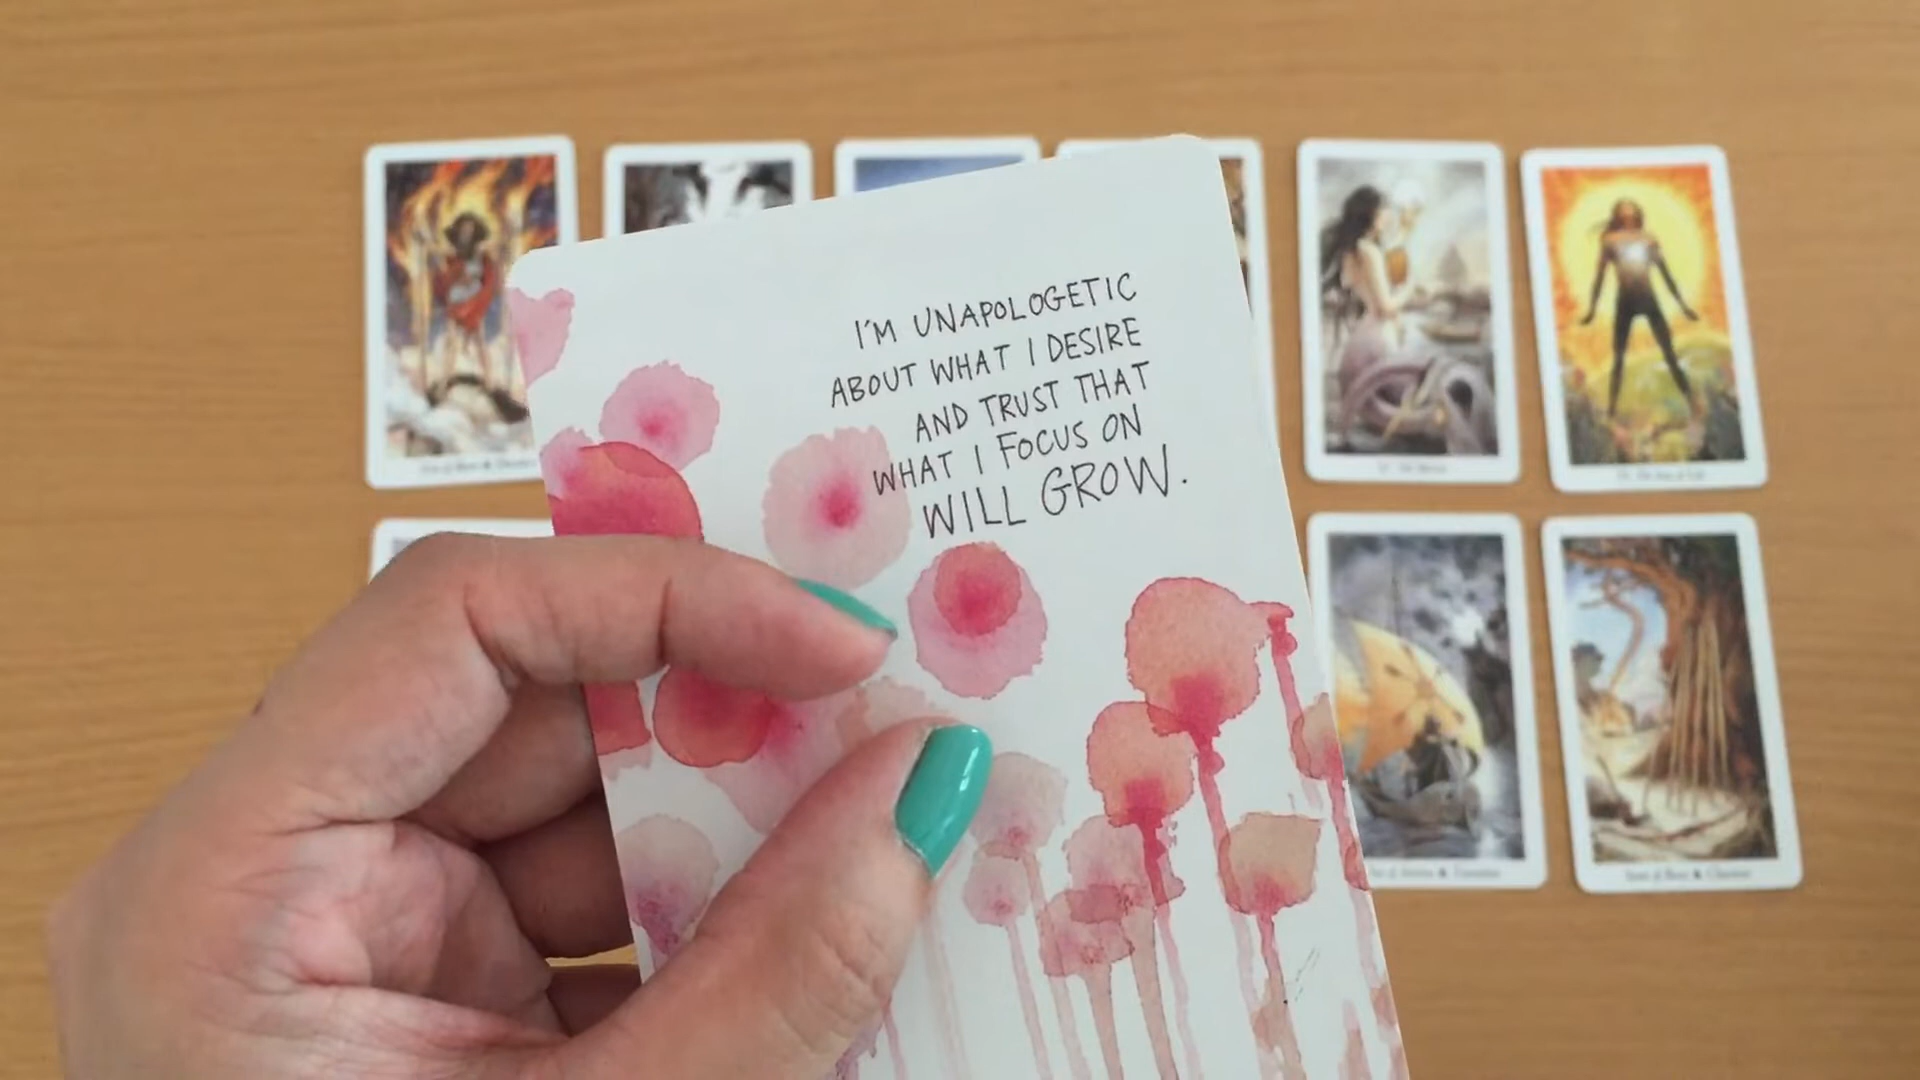 I'M UNAPOLOGETIC
ABOUT WHAT I DESIRE
AND TRUST THAT
WHAT I FOCUS ON
WILL GROW.